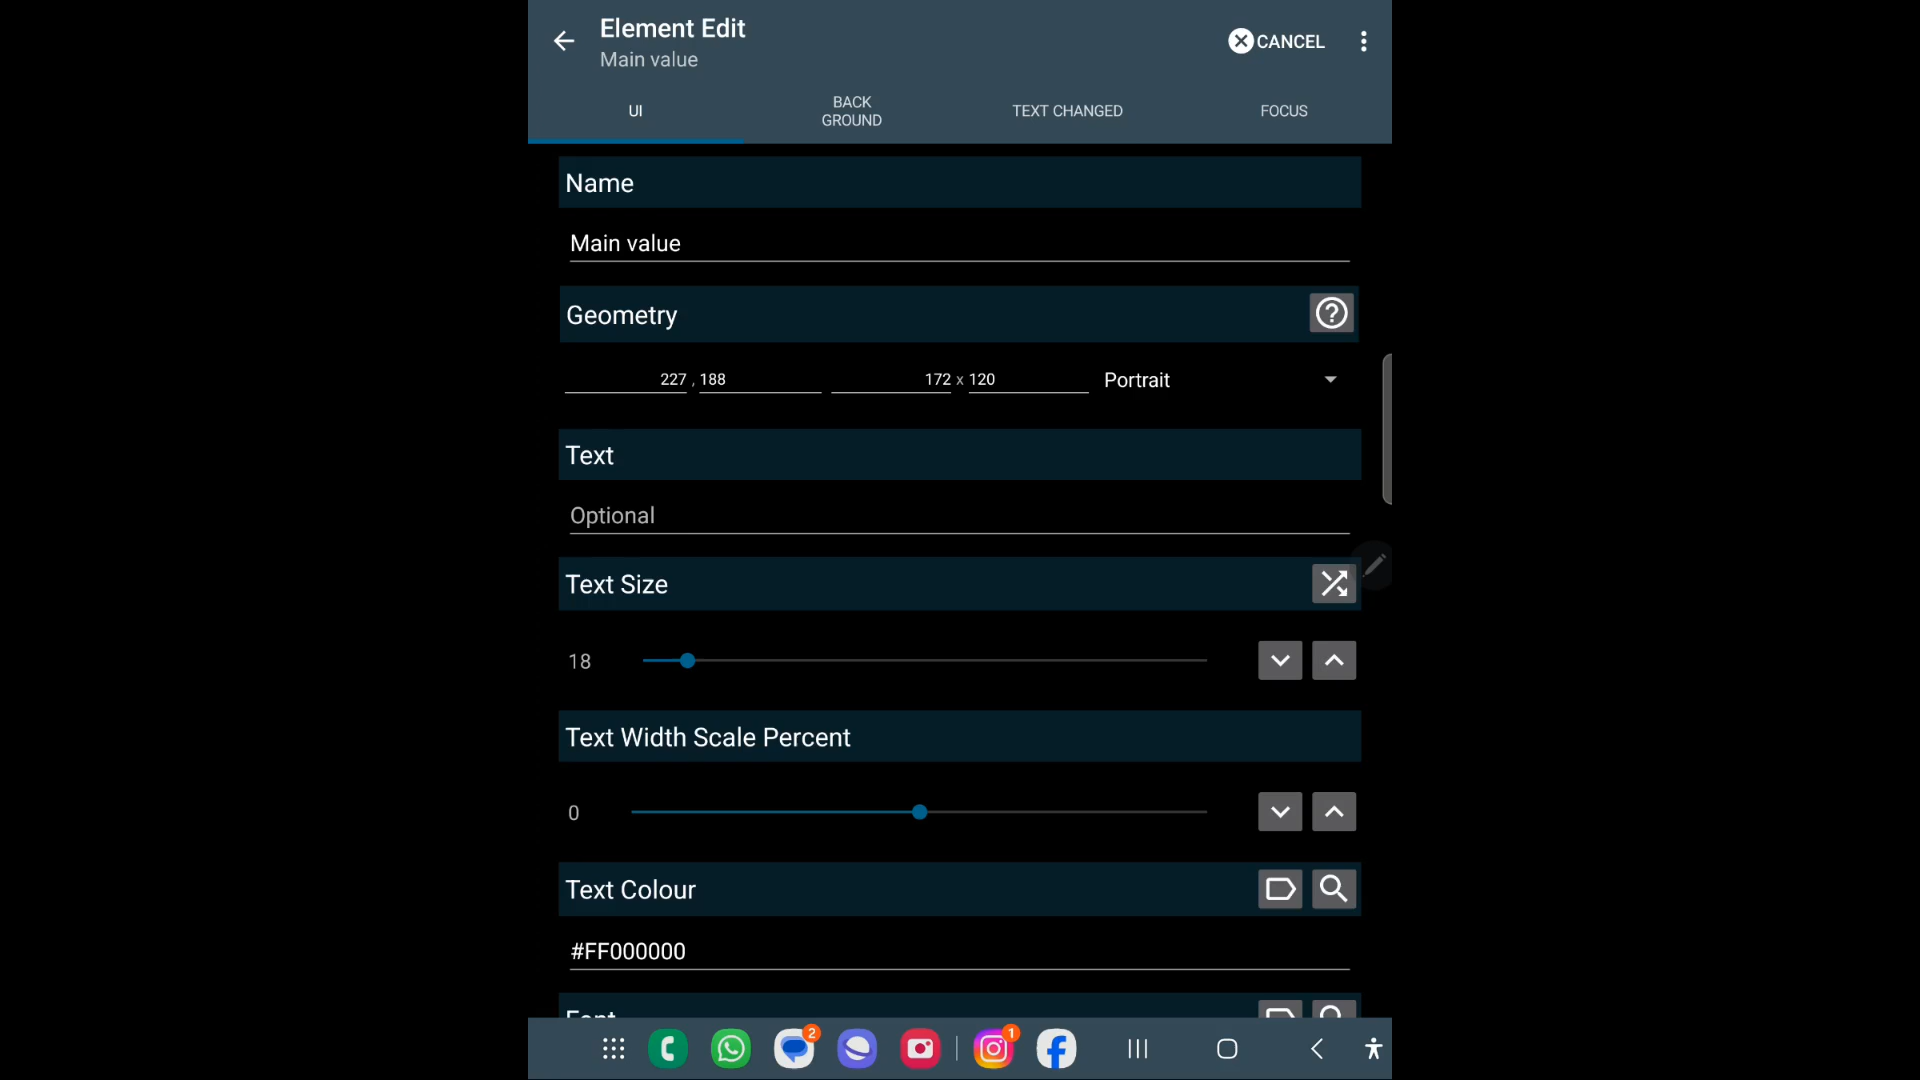 Element Edit
Main value
CANCEL
UI
BACK
GROUND
TEXT CHANGED
FOCUS
Name
Main value
Geometry
227 , 188
172 x 120
Portrait
Text
Optional
Text Size
18
Text Width Scale Percent
0
Text Colour
#FF000000
Font
2
1